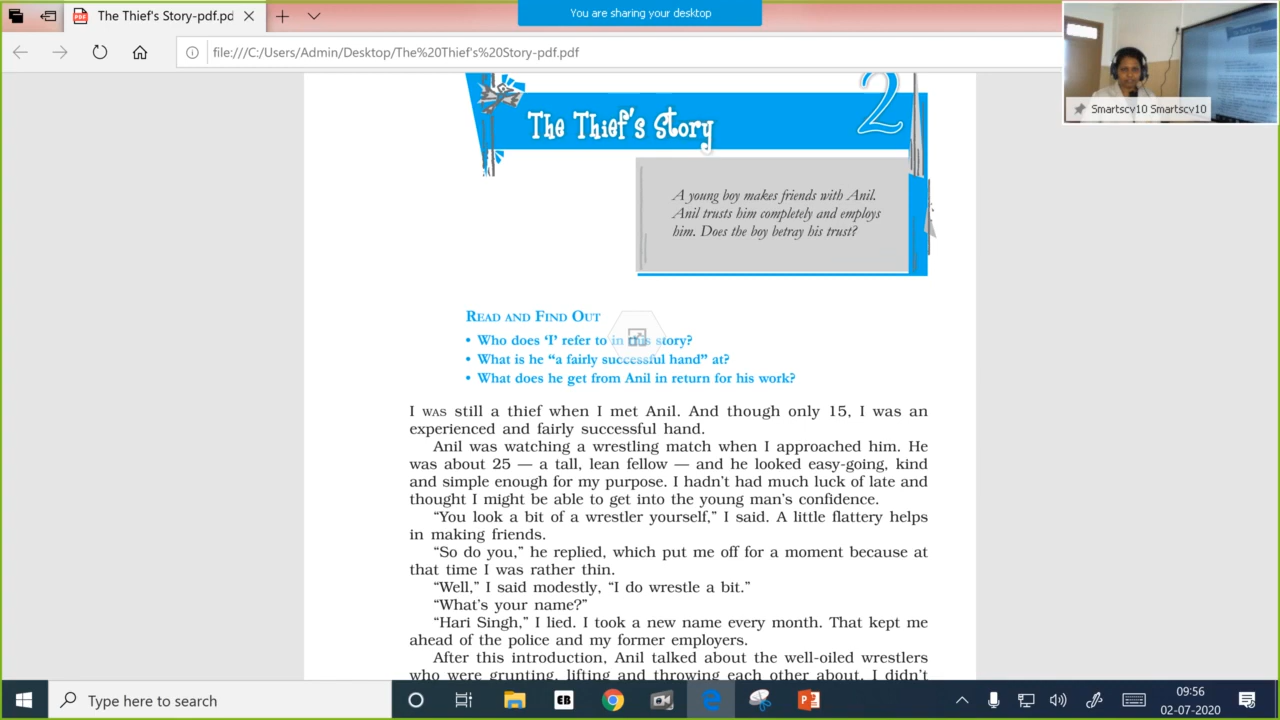 The Thief's Story-pdf.pd
You are sharing your desktop
file:///C:/Users/Admin/Desktop/The%20Thief's%20Story-pdf.pdf
Smartscv10 Smartscv10
The Thief's Story
2
A young boy makes friends with Anil.
Anil trusts him completely and employs
him. Does the boy betray his trust?
READ AND FIND OUT
• Who does ‘I’ refer to in this story?
• What is he “a fairly successful hand” at?
• What does he get from Anil in return for his work?
I WAS still a thief when I met Anil. And though only 15, I was an
experienced and fairly successful hand.
Anil was watching a wrestling match when I approached him. He
was about 25 — a tall, lean fellow — and he looked easy-going, kind
and simple enough for my purpose. I hadn’t had much luck of late and
thought I might be able to get into the young man’s confidence.
“You look a bit of a wrestler yourself,” I said. A little flattery helps
in making friends.
“So do you,” he replied, which put me off for a moment because at
that time I was rather thin.
“Well,” I said modestly, “I do wrestle a bit.”
“What’s your name?”
“Hari Singh,” I lied. I took a new name every month. That kept me
ahead of the police and my former employers.
After this introduction, Anil talked about the well-oiled wrestlers
who were grunting, lifting and throwing each other about. I didn’t
Type here to search
EB
09:56
02-07-2020